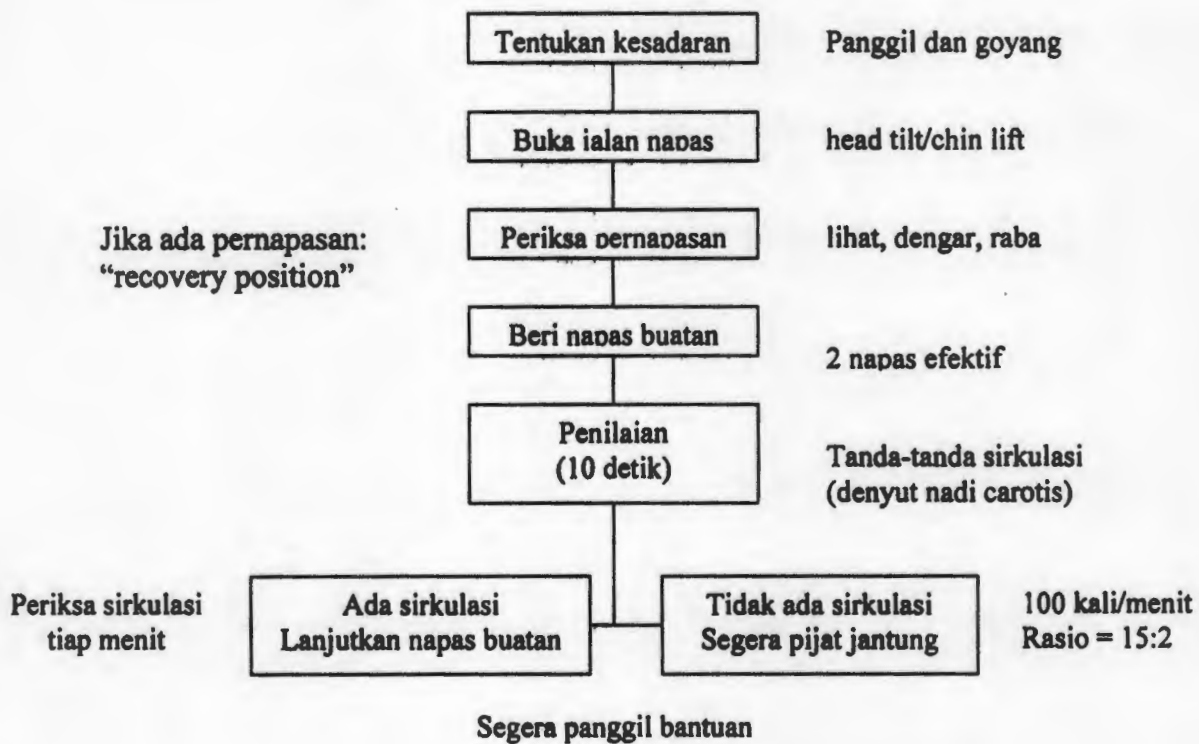 Tentukan kesadaran
Panggil dan goyang
Buka jalan napas
head tilt/chin lift
Jika ada pernapasan:
“recovery position”
Periksa pernapasan
lihat, dengar, raba
Beri napas buatan
2 napas efektif
Penilaian
(10 detik)
Tanda-tanda sirkulasi
(denyut nadi carotis)
Periksa sirkulasi
tiap menit
Ada sirkulasi
Lanjutkan napas buatan
Tidak ada sirkulasi
Segera pijat jantung
100 kali/menit
Rasio = 15:2
Segera panggil bantuan